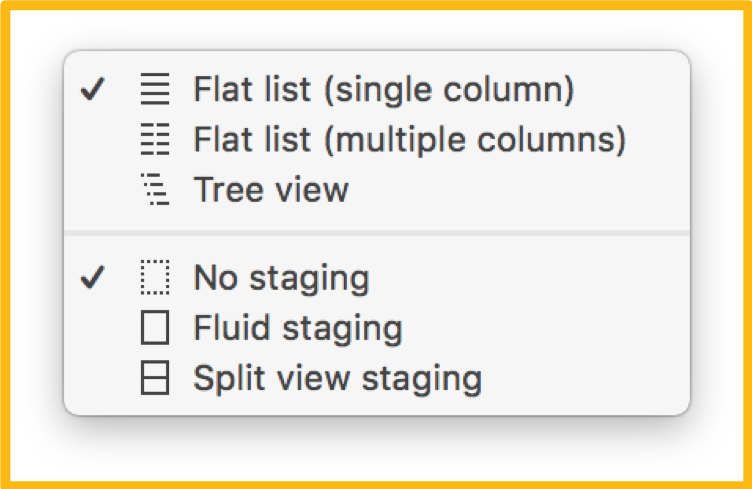 Flat list (single column)
Flat list (multiple columns)
Tree view
No staging
Fluid staging
Split view staging